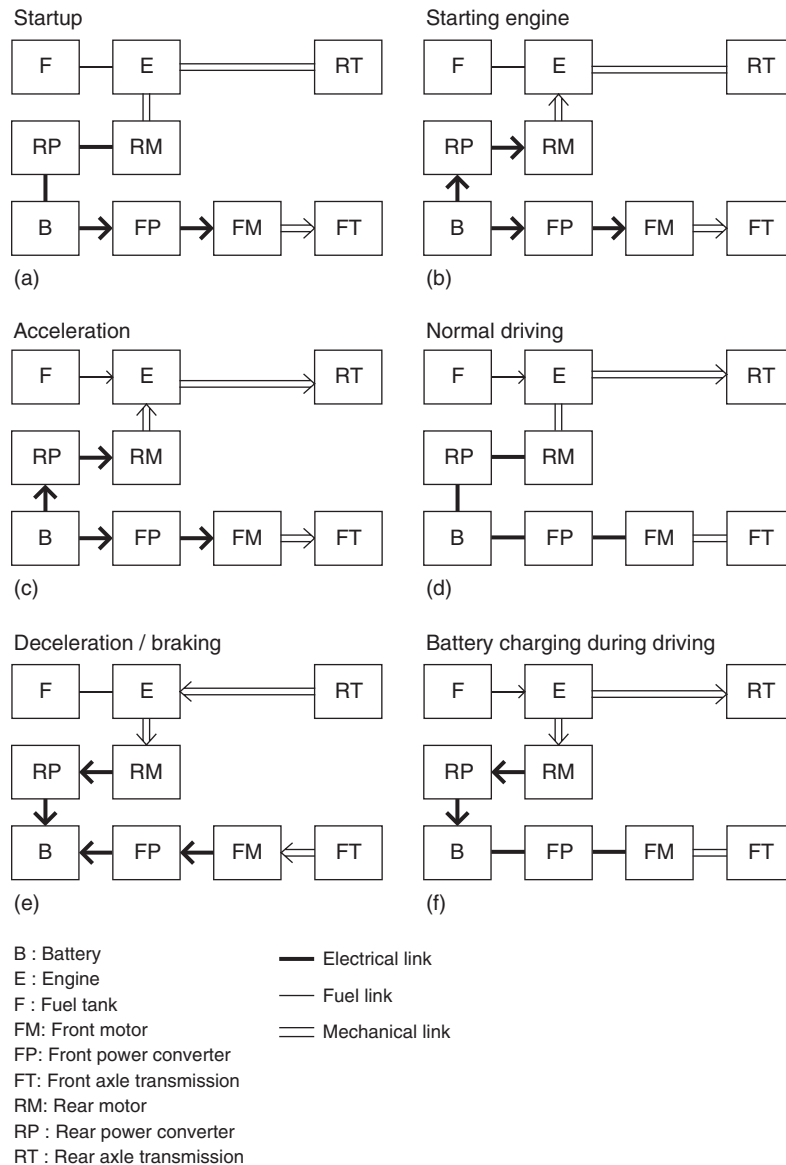 Startup
F E RT
RP RM
B FP FM FT
(a)
Starting engine
F E RT
RP RM
B FP FM FT
(b)
Acceleration
F E RT
RP RM
B FP FM FT
(c)
Normal driving
F E RT
RP RM
B FP FM FT
(d)
Deceleration / braking
F E RT
RP RM
B FP FM FT
(e)
Battery charging during driving
F E RT
RP RM
B FP FM FT
(f)
B : Battery
E : Engine
F : Fuel tank
FM: Front motor
FP: Front power converter
FT: Front axle transmission
RM: Rear motor
RP : Rear power converter
RT : Rear axle transmission
Electrical link
Fuel link
Mechanical link